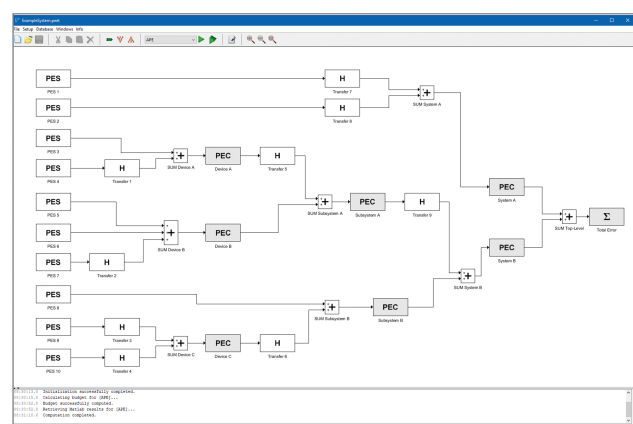 ExampleSystem.peet
File Setup Database Windows Info
APE
PES
PES 1
H
Transfer 7
SUM System A
PES
PES 2
H
Transfer 8
PES
PES 3
SUM Device A
PEC
Device A
H
Transfer 5
PES
PES 4
H
Transfer 1
PES
PES 5
SUM Subsystem A
PEC
Subsystem A
H
Transfer 9
PEC
System A
SUM Top-Level
Σ
Total Error
PES
PES 6
SUM Device B
PEC
Device B
PEC
System B
PES
PES 7
H
Transfer 2
SUM System B
PES
PES 8
SUM Subsystem B
PEC
Subsystem B
PES
PES 9
H
Transfer 3
SUM Device C
PEC
Device C
H
Transfer 6
PES
PES 10
H
Transfer 4
Initialization successfully completed.
Calculating budget for [APE]...
Budget successfully computed.
Retrieving Matlab results for [APE]...
Computation completed.